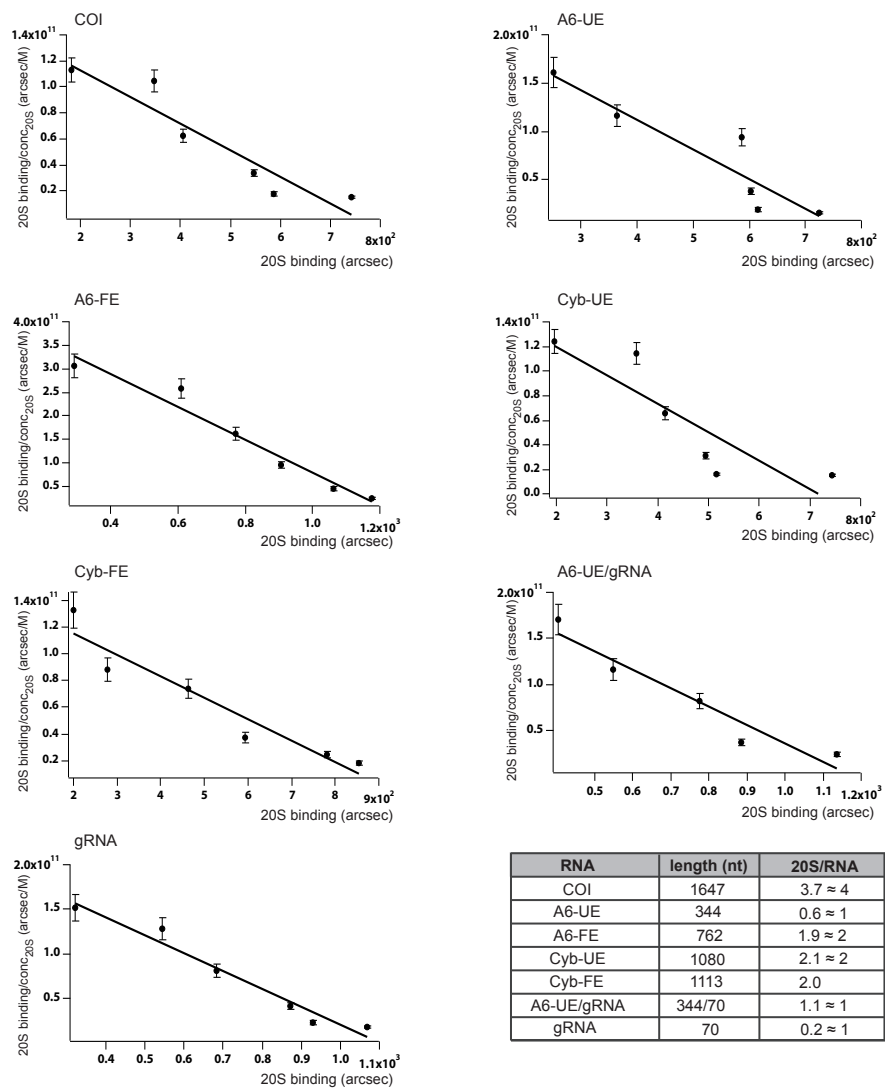 COI
1.4x10^11
1.2
1.0
0.8
0.6
0.4
0.2
20S binding/conc20S (arcsec/M)
2 3 4 5 6 7 8x10^2
20S binding (arcsec)
A6-UE
2.0x10^11
1.5
1.0
0.5
20S binding/conc20S (arcsec/M)
3 4 5 6 7 8x10^2
20S binding (arcsec)
A6-FE
4.0x10^11
3.5
3.0
2.5
2.0
1.5
1.0
0.5
20S binding/conc20S (arcsec/M)
0.4 0.6 0.8 1.0 1.2x10^3
20S binding (arcsec)
Cyb-UE
1.4x10^11
1.2
1.0
0.8
0.6
0.4
0.2
0.0
20S binding/conc20S (arcsec/M)
2 3 4 5 6 7 8x10^2
20S binding (arcsec)
Cyb-FE
1.4x10^11
1.2
1.0
0.8
0.6
0.4
0.2
20S binding/conc20S (arcsec/M)
2 3 4 5 6 7 8 9x10^2
20S binding (arcsec)
A6-UE/gRNA
2.0x10^11
1.5
1.0
0.5
20S binding/conc20S (arcsec/M)
0.5 0.6 0.7 0.8 0.9 1.0 1.1 1.2x10^3
20S binding (arcsec)
gRNA
2.0x10^11
1.5
1.0
0.5
20S binding/conc20S (arcsec/M)
0.4 0.5 0.6 0.7 0.8 0.9 1.0 1.1x10^3
20S binding (arcsec)
RNA length (nt) 20S/RNA
COI 1647 3.7 ≈ 4
A6-UE 344 0.6 ≈ 1
A6-FE 762 1.9 ≈ 2
Cyb-UE 1080 2.1 ≈ 2
Cyb-FE 1113 2.0
A6-UE/gRNA 344/70 1.1 ≈ 1
gRNA 70 0.2 ≈ 1